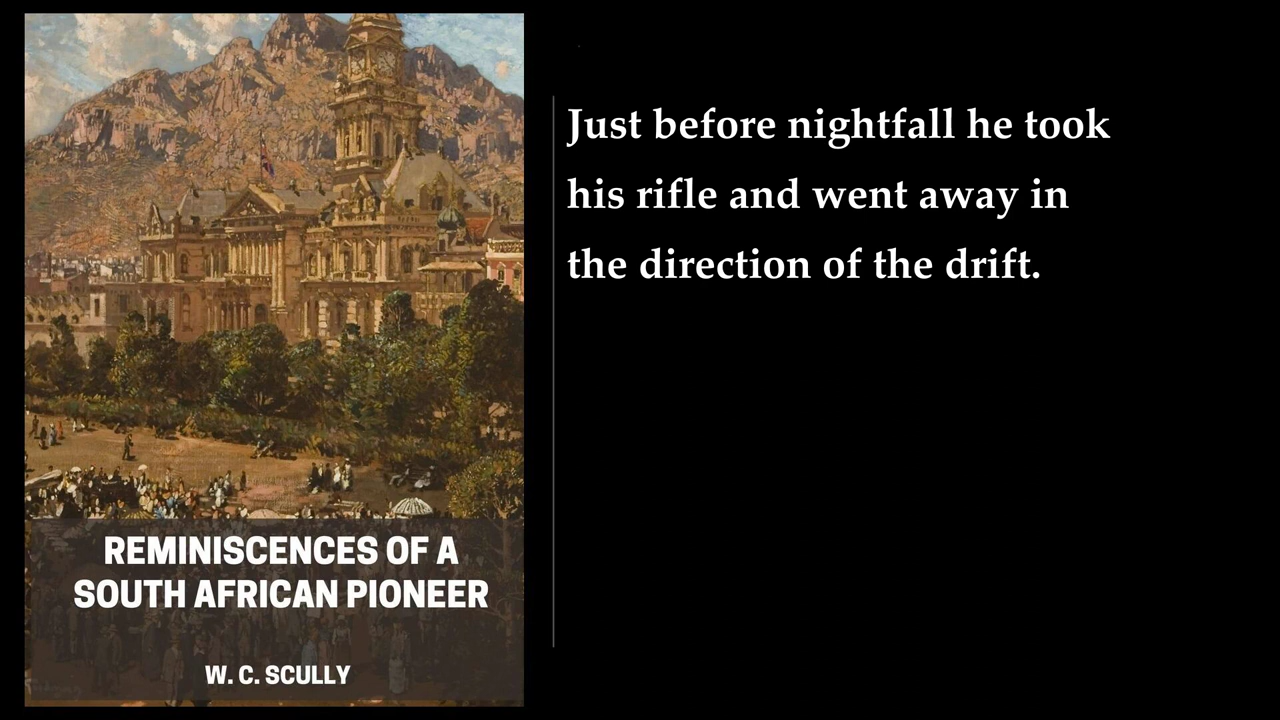 Just before nightfall he took
his rifle and went away in
the direction of the drift.
REMINISCENCES OF A
SOUTH AFRICAN PIONEER
W. C. SCULLY